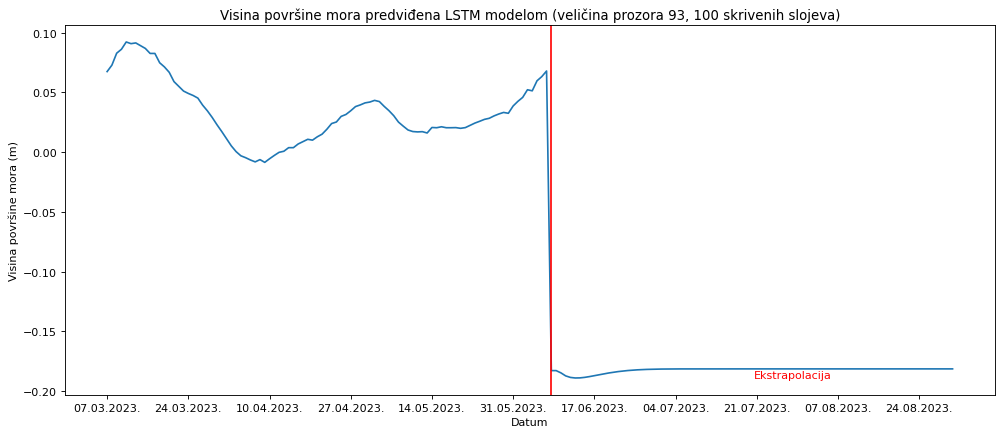 Visina površine mora predviđena LSTM modelom (veličina prozora 93, 100 skrivenih slojeva)
0.10
0.05
0.00
−0.05
−0.10
−0.15
−0.20
Visina površine mora (m)
Ekstrapolacija
07.03.2023. 24.03.2023. 10.04.2023. 27.04.2023. 14.05.2023. 31.05.2023. 17.06.2023. 04.07.2023. 21.07.2023. 07.08.2023. 24.08.2023.
Datum